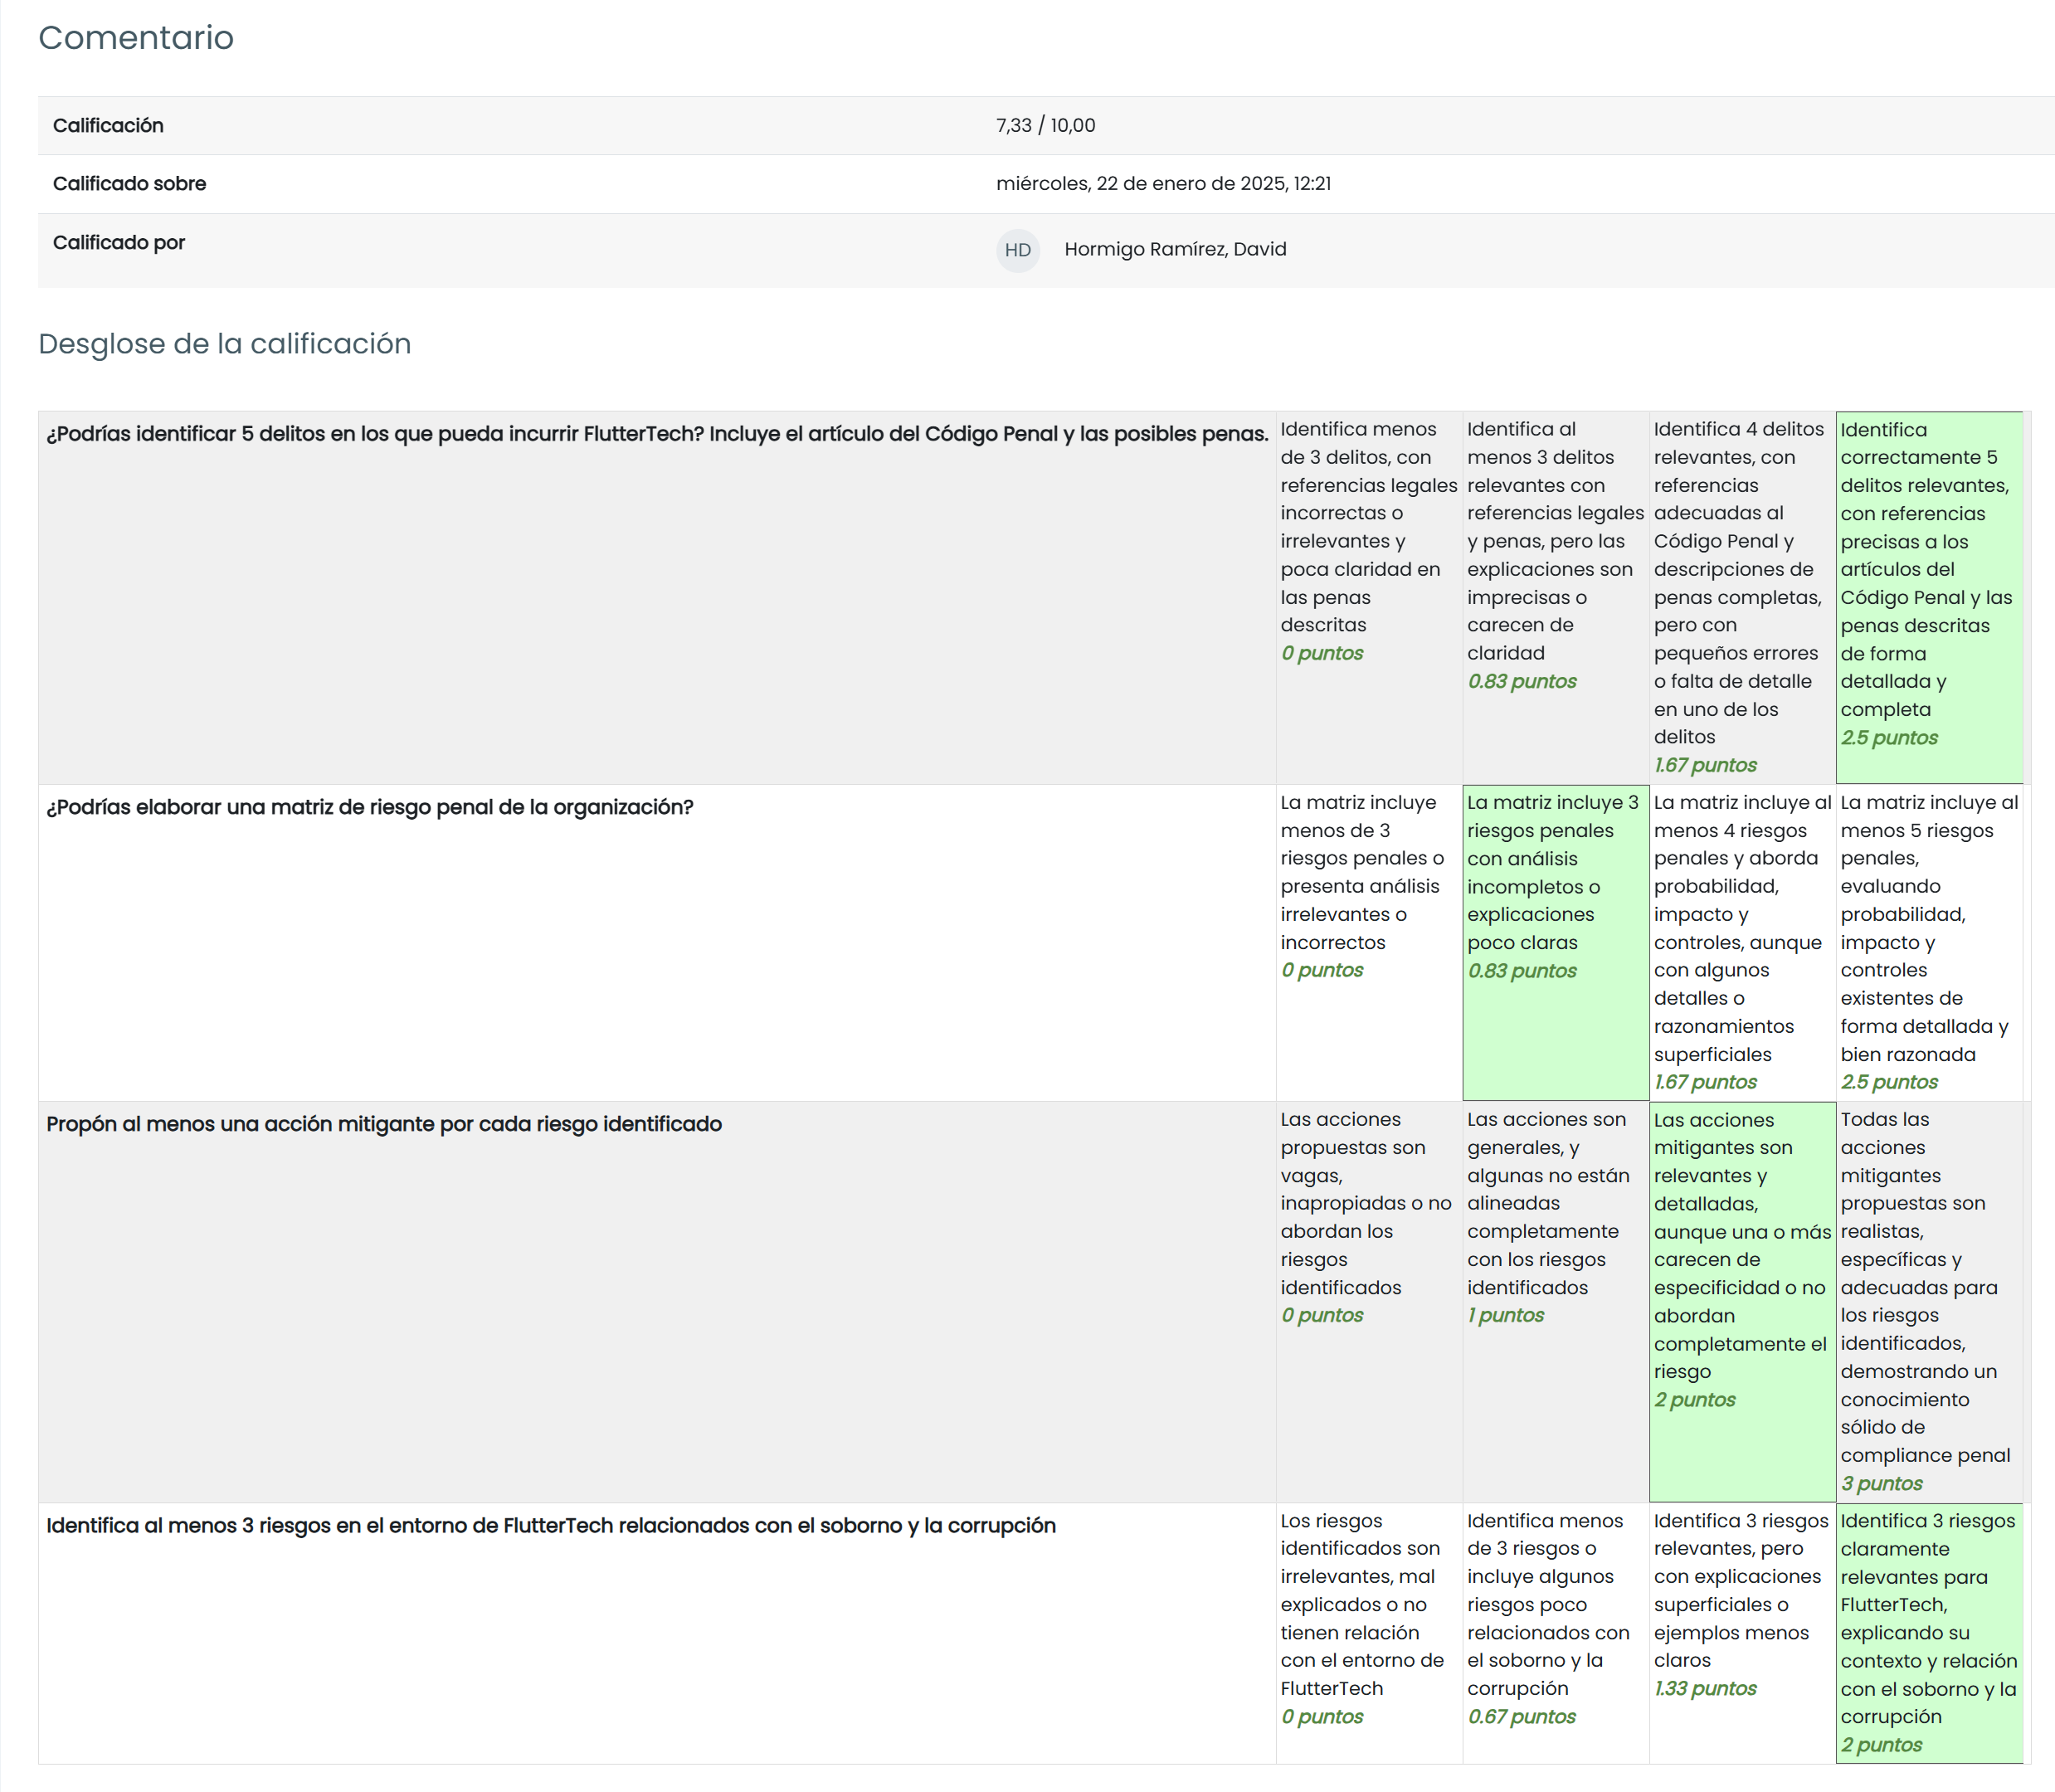 Comentario
Calificación
7,33 / 10,00
Calificado sobre
miércoles, 22 de enero de 2025, 12:21
Calificado por
HD
Hormigo Ramírez, David
Desglose de la calificación
¿Podrías identificar 5 delitos en los que pueda incurrir FlutterTech? Incluye el artículo del Código Penal y las posibles penas.
Identifica menos
de 3 delitos, con
referencias legales
incorrectas o
irrelevantes y
poca claridad en
las penas
descritas
0 puntos
Identifica al
menos 3 delitos
relevantes con
referencias legales
y penas, pero las
explicaciones son
imprecisas o
carecen de
claridad
0.83 puntos
Identifica 4 delitos
relevantes, con
referencias
adecuadas al
Código Penal y
descripciones de
penas completas,
pero con
pequeños errores
o falta de detalle
en uno de los
delitos
1.67 puntos
Identifica
correctamente 5
delitos relevantes,
con referencias
precisas a los
artículos del
Código Penal y las
penas descritas
de forma
detallada y
completa
2.5 puntos
¿Podrías elaborar una matriz de riesgo penal de la organización?
La matriz incluye
menos de 3
riesgos penales o
presenta análisis
irrelevantes o
incorrectos
0 puntos
La matriz incluye 3
riesgos penales
con análisis
incompletos o
explicaciones
poco claras
0.83 puntos
La matriz incluye al
menos 4 riesgos
penales y aborda
probabilidad,
impacto y
controles, aunque
con algunos
detalles o
razonamientos
superficiales
1.67 puntos
La matriz incluye al
menos 5 riesgos
penales,
evaluando
probabilidad,
impacto y
controles
existentes de
forma detallada y
bien razonada
2.5 puntos
Propón al menos una acción mitigante por cada riesgo identificado
Las acciones
propuestas son
vagas,
inapropiadas o no
abordan los
riesgos
identificados
0 puntos
Las acciones son
generales, y
algunas no están
alineadas
completamente
con los riesgos
identificados
1 puntos
Las acciones
mitigantes son
relevantes y
detalladas,
aunque una o más
carecen de
especificidad o no
abordan
completamente el
riesgo
2 puntos
Todas las
acciones
mitigantes
propuestas son
realistas,
específicas y
adecuadas para
los riesgos
identificados,
demostrando un
conocimiento
sólido de
compliance penal
3 puntos
Identifica al menos 3 riesgos en el entorno de FlutterTech relacionados con el soborno y la corrupción
Los riesgos
identificados son
irrelevantes, mal
explicados o no
tienen relación
con el entorno de
FlutterTech
0 puntos
Identifica menos
de 3 riesgos o
incluye algunos
riesgos poco
relacionados con
el soborno y la
corrupción
0.67 puntos
Identifica 3 riesgos
relevantes, pero
con explicaciones
superficiales o
ejemplos menos
claros
1.33 puntos
Identifica 3 riesgos
claramente
relevantes para
FlutterTech,
explicando su
contexto y relación
con el soborno y la
corrupción
2 puntos